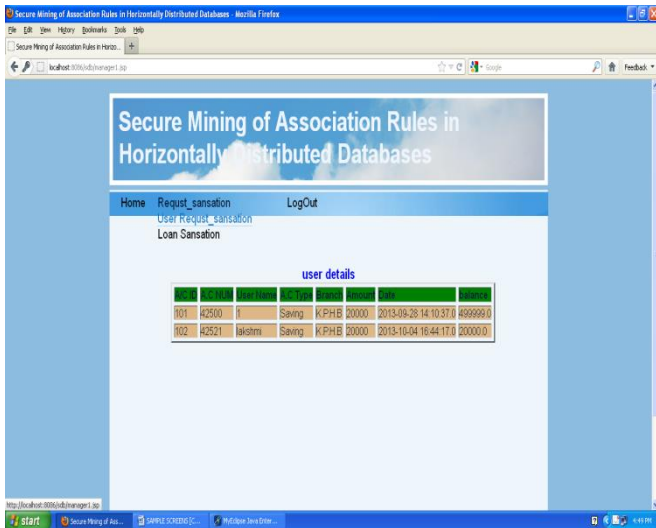 Secure Mining of Association Rules in Horizontally Distributed Databases - Mozilla Firefox
File Edit View History Bookmarks Tools Help
Secure Mining of Association Rules in Horizo... +
localhost:8086/sdb/manager1.jsp Google Feedback
Secure Mining of Association Rules in
Horizontally Distributed Databases
Home Requst_sansation LogOut
User Requst_sansation
Loan Sansation
user details
A/C ID A.C NUM User Name A.C Type Branch Amount Date balance
101 42500 1 Saving K.P.H.B 20000 2013-09-28 14:10:37.0 499999.0
102 42521 lakshmi Saving K.P.H.B 20000 2013-10-04 16:44:17.0 20000.0
http://localhost:8086/sdb/manager1.jsp
start Secure Mining of Ass... SAMPLE SCREENS [C... MyEclipse Java Enter... 4:49 PM